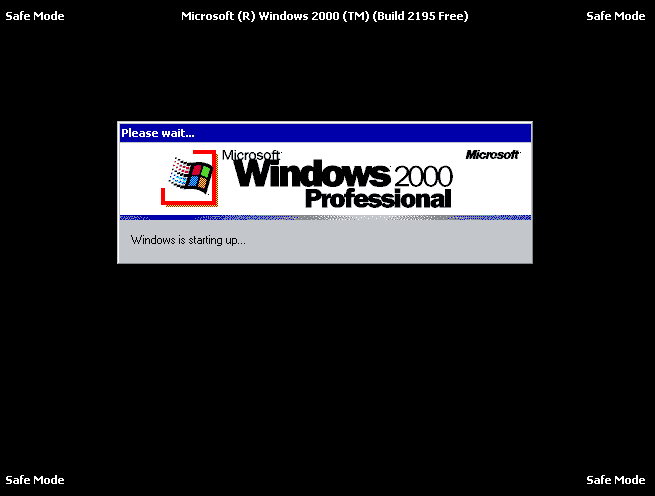 Safe Mode Microsoft (R) Windows 2000 (TM) (Build 2195 Free) Safe Mode
Please wait...
Microsoft
Microsoft
Windows 2000
Professional
Windows is starting up...
Safe Mode Safe Mode